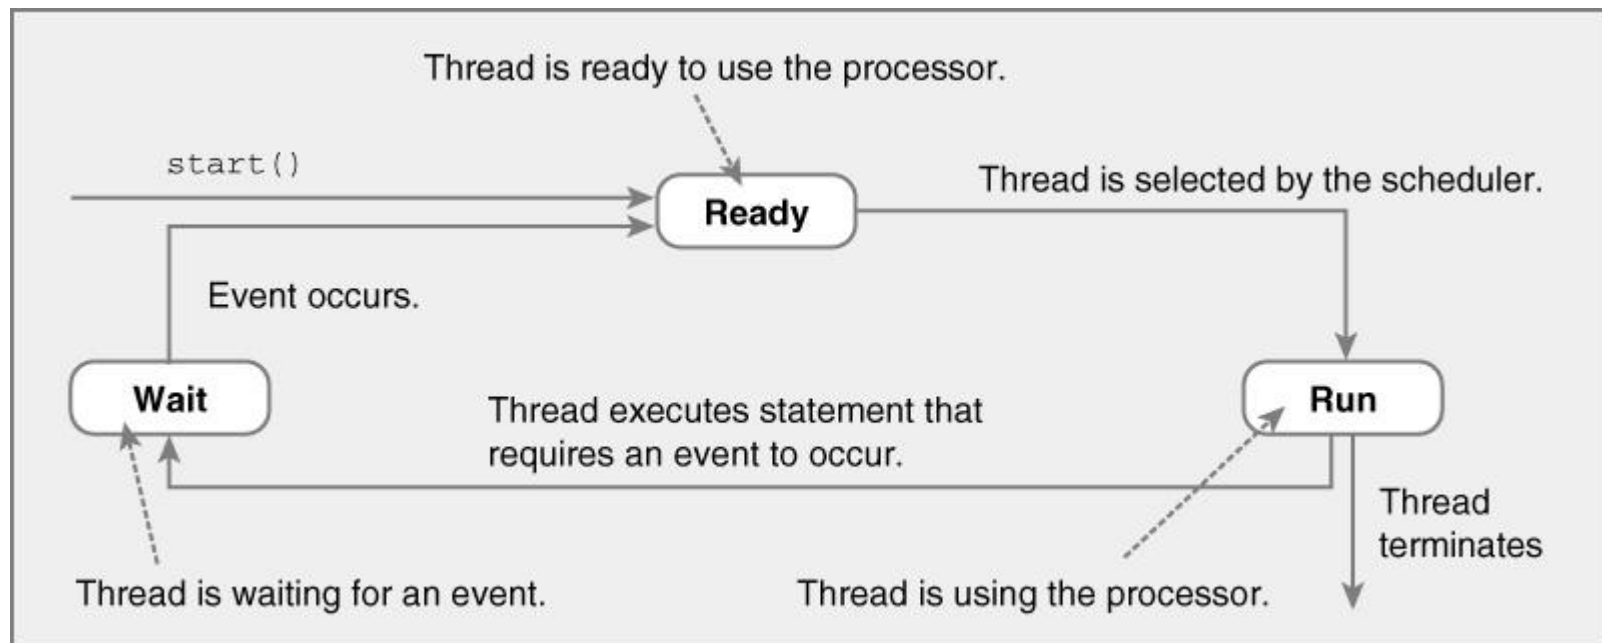 Thread is ready to use the processor.
start()
Thread is selected by the scheduler.
Ready
Event occurs.
Wait
Run
Thread executes statement that
requires an event to occur.
Thread
terminates
Thread is waiting for an event.
Thread is using the processor.